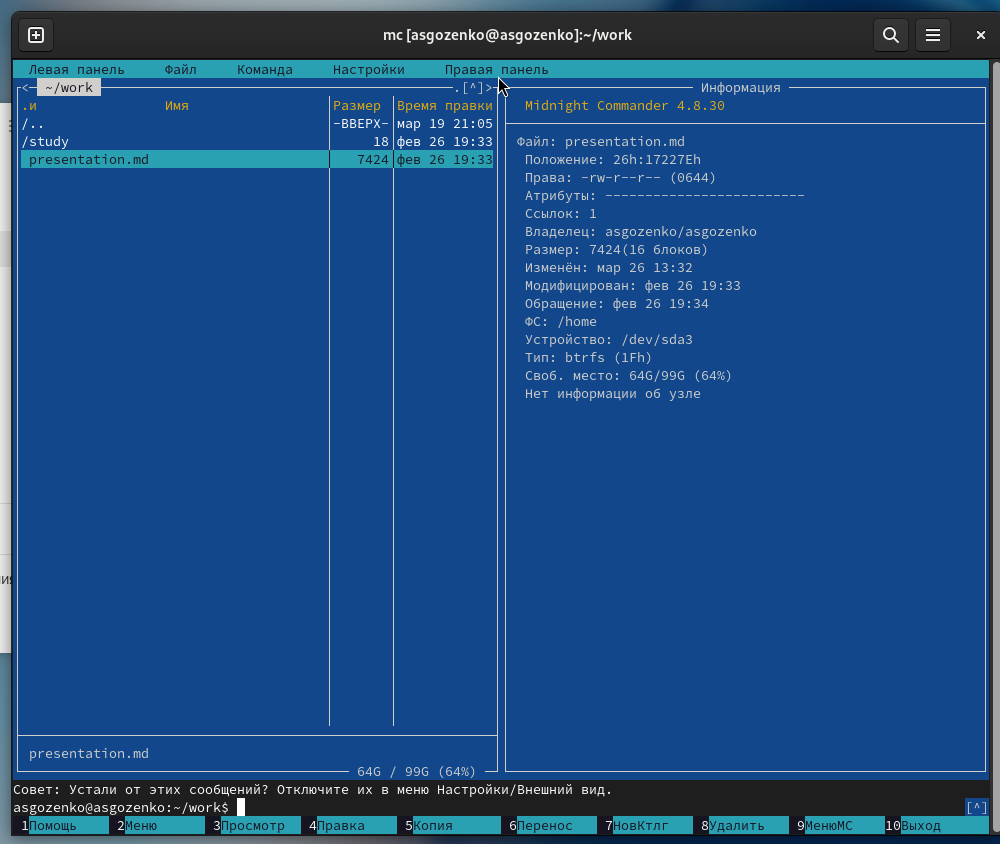 mc [asgozenko@asgozenko]:~/work
Левая панель Файл Команда Настройки Правая панель
<- ~/work .[^]>
.и Имя Размер Время правки
/.. -ВВЕРХ- мар 19 21:05
/study 18 фев 26 19:33
presentation.md 7424 фев 26 19:33
presentation.md
64G / 99G (64%)
Информация
Midnight Commander 4.8.30
Файл: presentation.md
Положение: 26h:17227Eh
Права: -rw-r--r-- (0644)
Атрибуты: -------------------------
Ссылок: 1
Владелец: asgozenko/asgozenko
Размер: 7424(16 блоков)
Изменён: мар 26 13:32
Модифицирован: фев 26 19:33
Обращение: фев 26 19:34
ФС: /home
Устройство: /dev/sda3
Тип: btrfs (1Fh)
Своб. место: 64G/99G (64%)
Нет информации об узле
Совет: Устали от этих сообщений? Отключите их в меню Настройки/Внешний вид.
asgozenko@asgozenko:~/work$ [^]
1Помощь 2Меню 3Просмотр 4Правка 5Копия 6Перенос 7НовКтлг 8Удалить 9МенюMC 10Выход